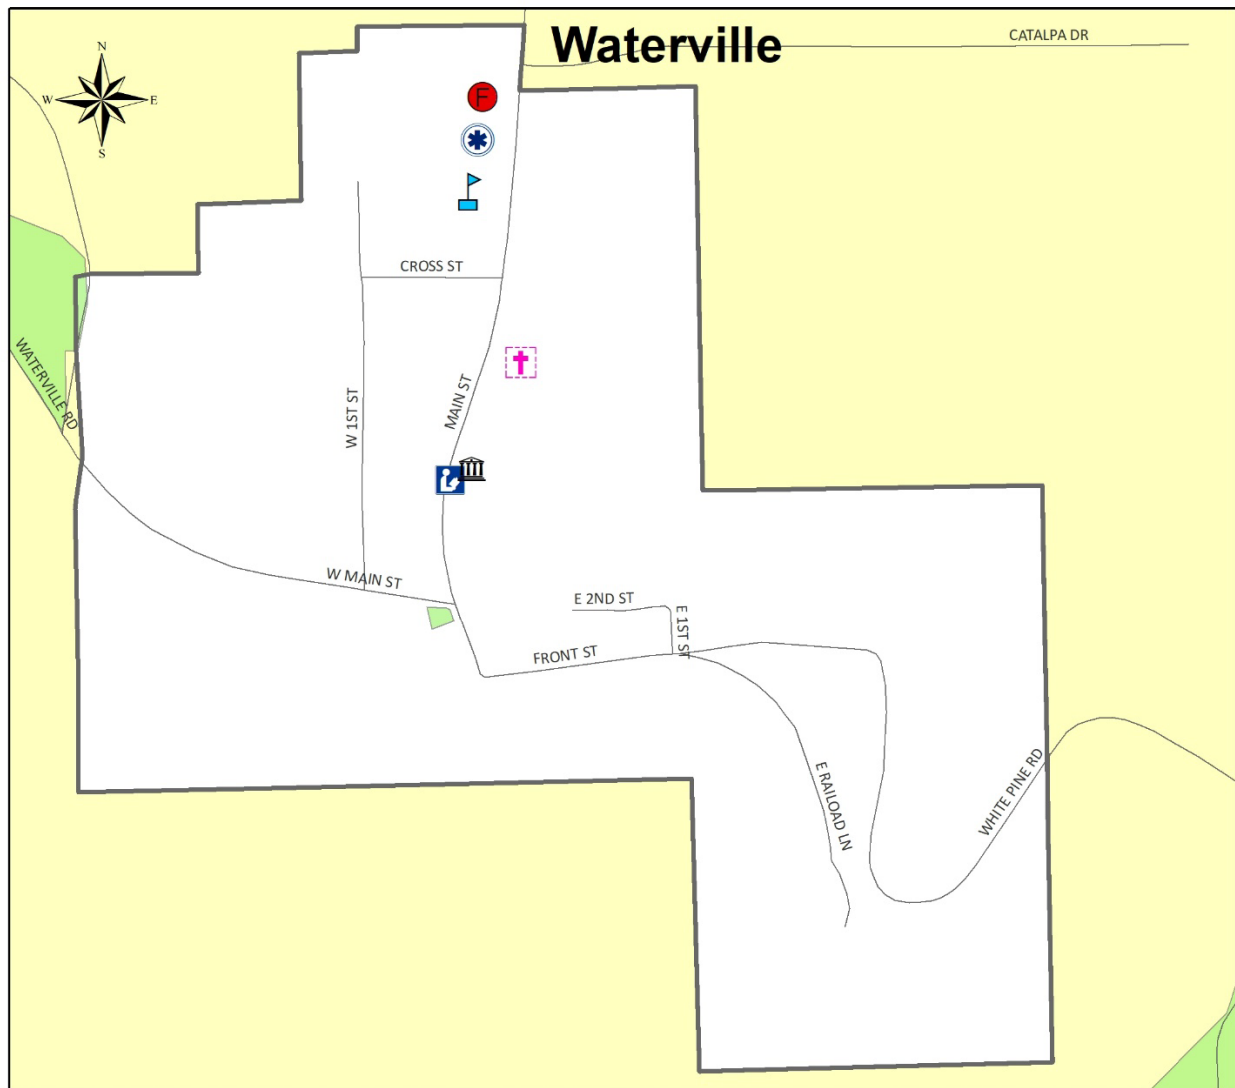 Waterville
CATALPA DR
N
W
E
S
F
CROSS ST
WATERVILLE RD
W 1ST ST
MAIN ST
W MAIN ST
E 2ND ST
E 1ST ST
FRONT ST
E RAILOAD LN
WHITE PINE RD